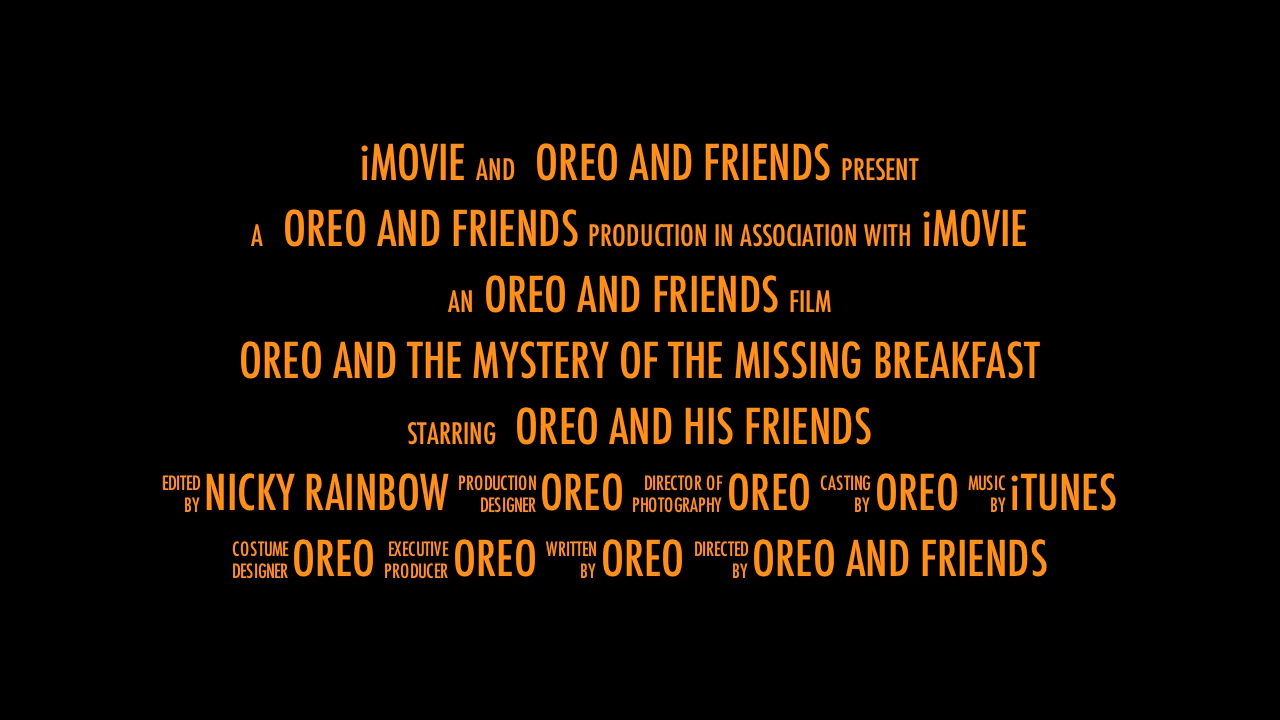 iMOVIE AND OREO AND FRIENDS PRESENT
A OREO AND FRIENDS PRODUCTION IN ASSOCIATION WITH iMOVIE
AN OREO AND FRIENDS FILM
OREO AND THE MYSTERY OF THE MISSING BREAKFAST
STARRING OREO AND HIS FRIENDS
EDITED BY NICKY RAINBOW PRODUCTION DESIGNER OREO DIRECTOR OF PHOTOGRAPHY OREO CASTING BY OREO MUSIC BY iTUNES
COSTUME DESIGNER OREO EXECUTIVE PRODUCER OREO WRITTEN BY OREO DIRECTED BY OREO AND FRIENDS